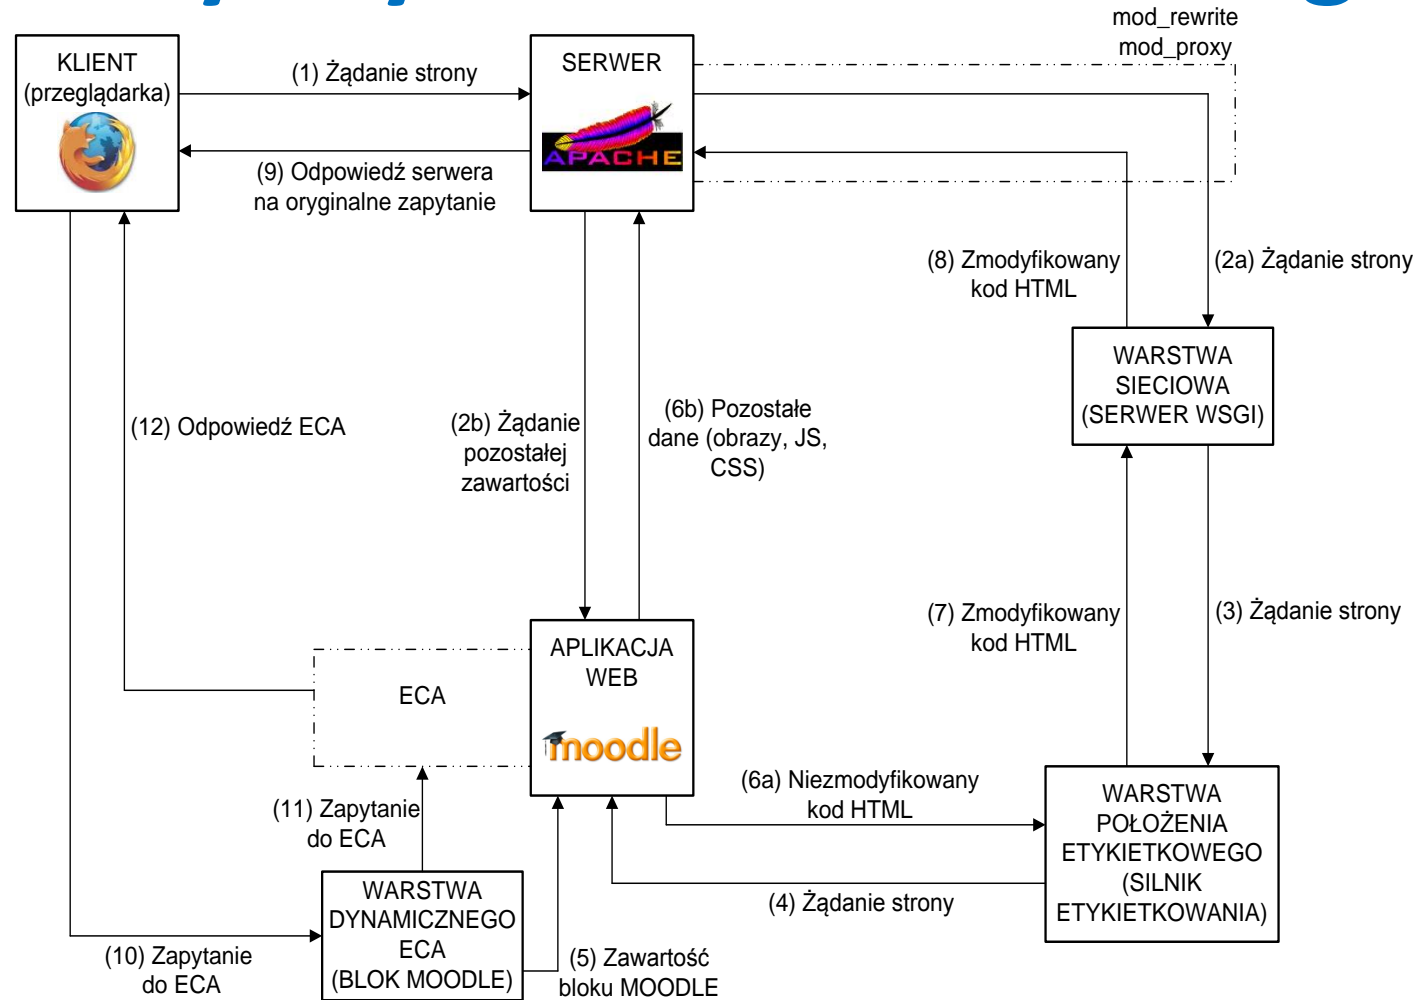 mod_rewrite
mod_proxy
KLIENT
(przeglądarka)
(1) Żądanie strony
SERWER
APACHE
(9) Odpowiedź serwera
na oryginalne zapytanie
(8) Zmodyfikowany
kod HTML
(2a) Żądanie strony
WARSTWA
SIECIOWA
(SERWER WSGI)
(12) Odpowiedź ECA
(2b) Żądanie
pozostałej
zawartości
(6b) Pozostałe
dane (obrazy, JS,
CSS)
(7) Zmodyfikowany
kod HTML
(3) Żądanie strony
APLIKACJA
WEB
moodle
ECA
(6a) Niezmodyfikowany
kod HTML
WARSTWA
POŁOŻENIA
ETYKIETKOWEGO
(SILNIK
ETYKIETKOWANIA)
(11) Zapytanie
do ECA
(4) Żądanie strony
WARSTWA
DYNAMICZNEGO
ECA
(BLOK MOODLE)
(10) Zapytanie
do ECA
(5) Zawartość
bloku MOODLE